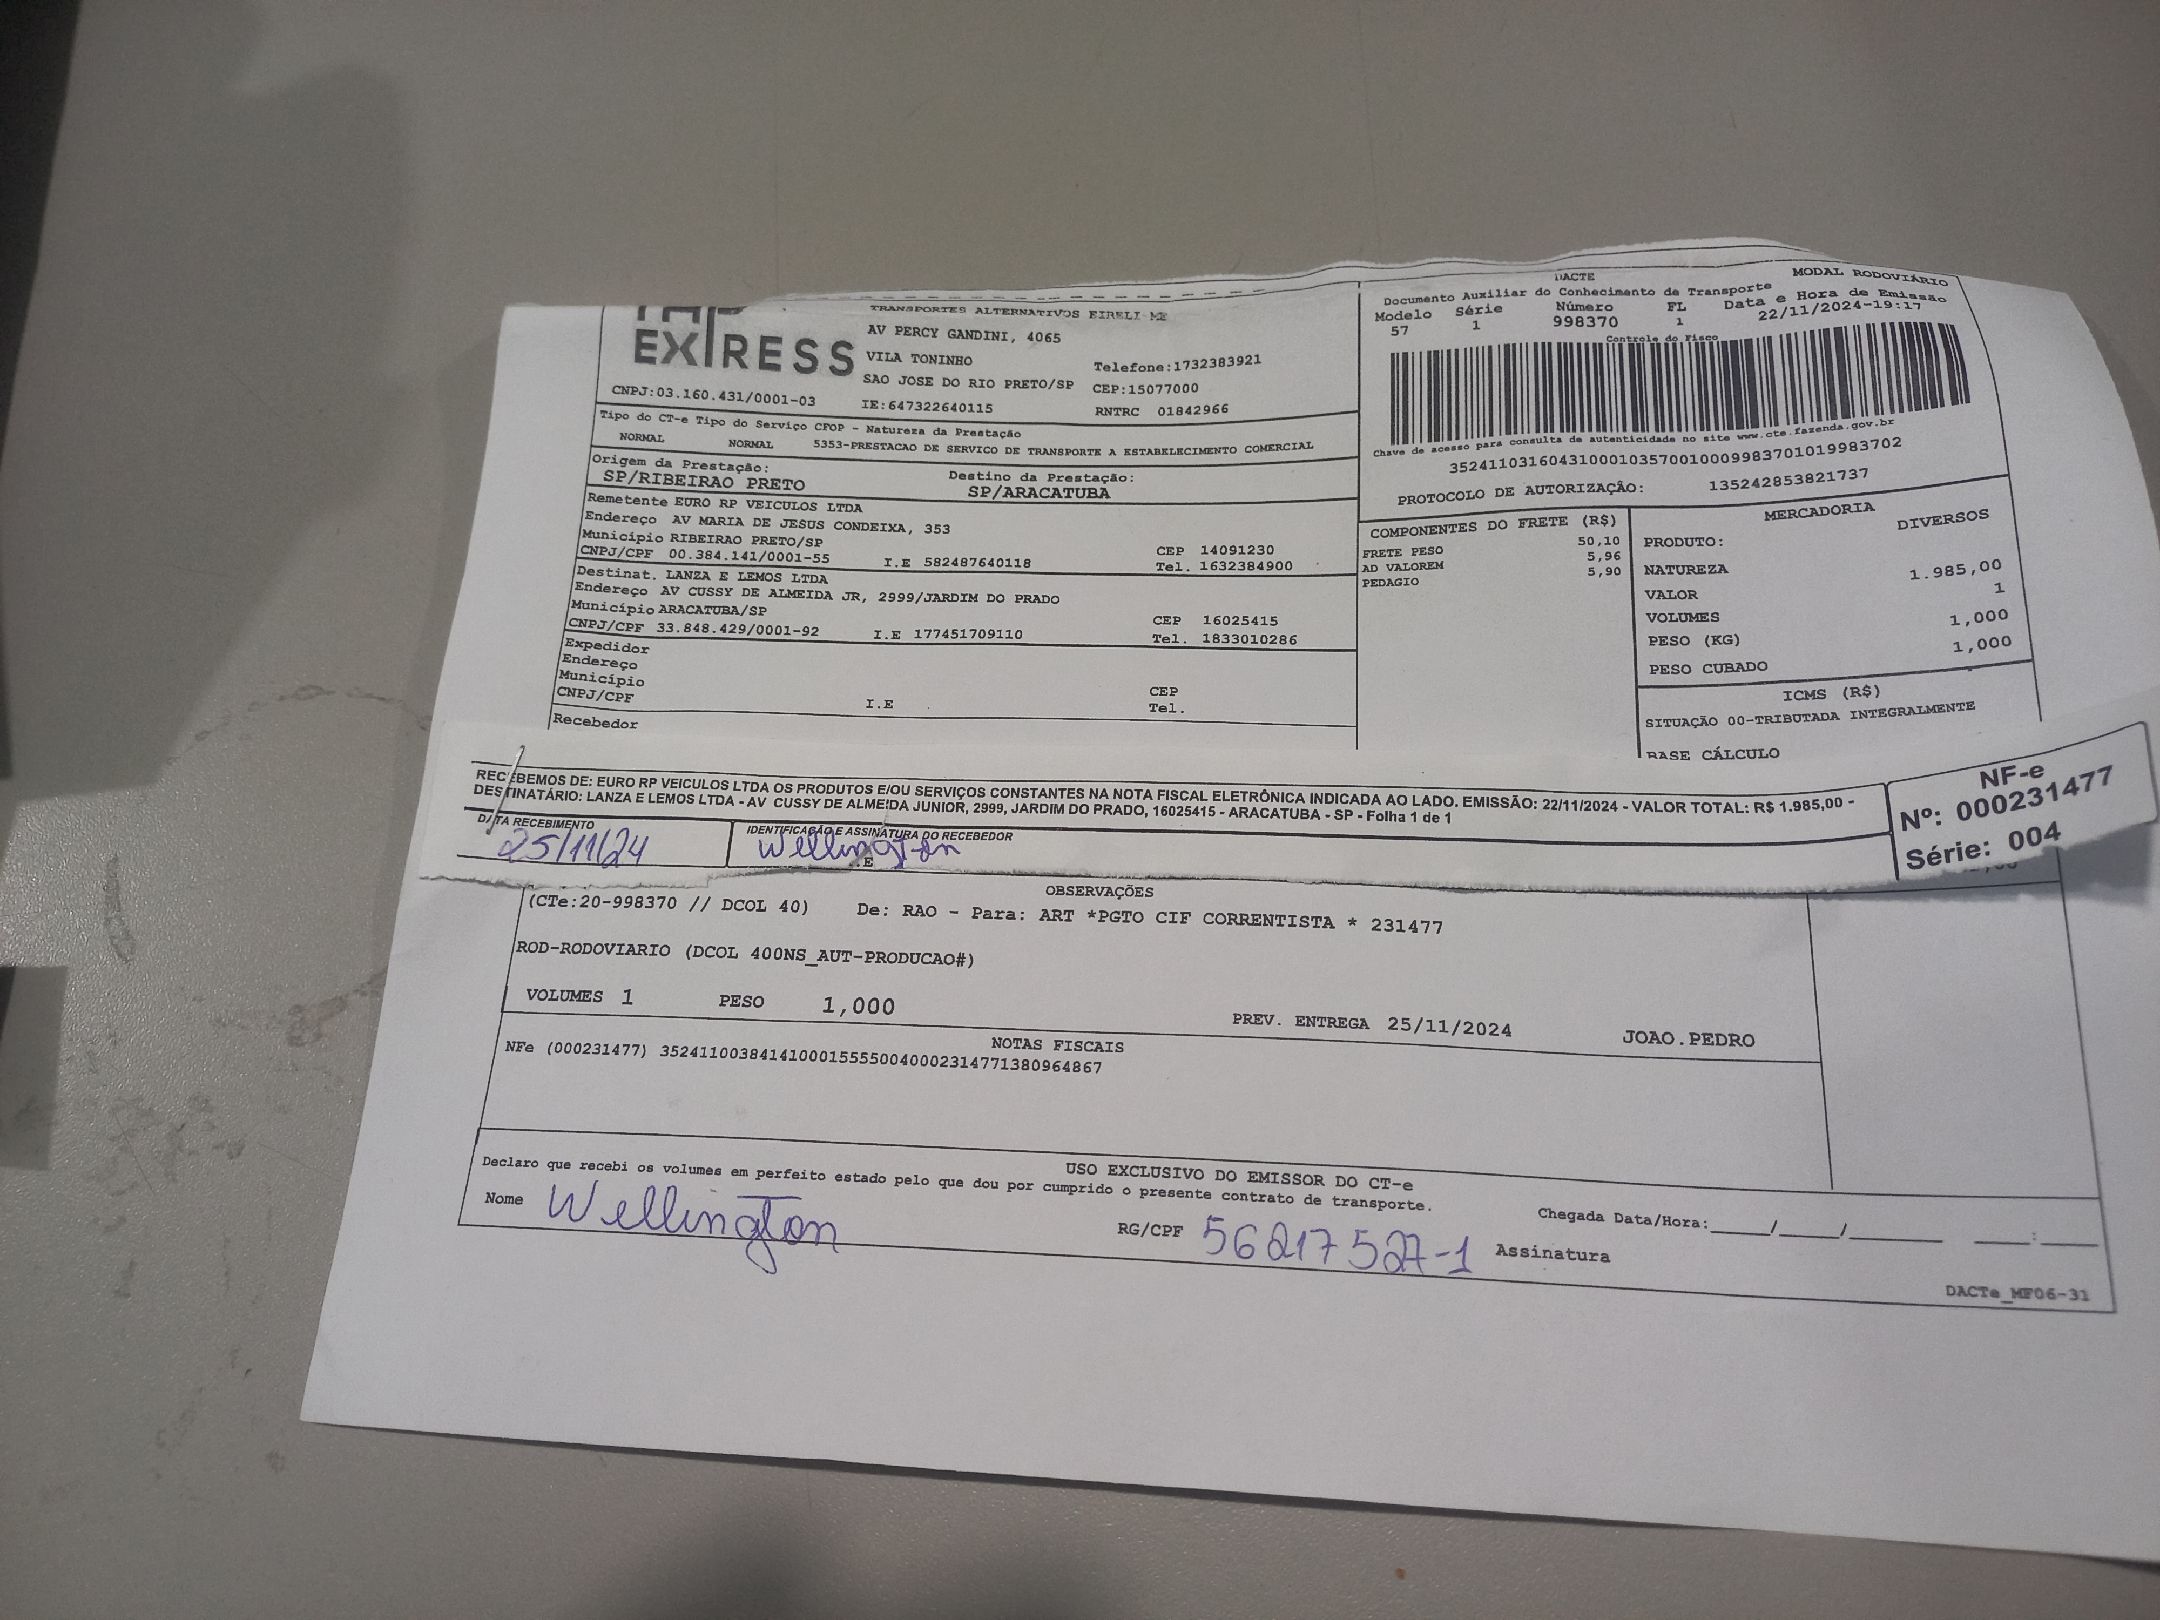 EXPRESS
TRANSPORTES ALTERNATIVOS EIRELI ME
AV PERCY GANDINI, 4065
VILA TONINHO
Telefone:1732383921
SAO JOSE DO RIO PRETO/SP CEP:15077000
CNPJ:03.160.431/0001-03 IE:647322640115 RNTRC 01842966
Tipo do CT-e Tipo do Serviço CFOP - Natureza da Prestação
NORMAL NORMAL 5353-PRESTACAO DE SERVICO DE TRANSPORTE A ESTABELECIMENTO COMERCIAL
Origem da Prestação: Destino da Prestação:
SP/RIBEIRAO PRETO SP/ARACATUBA
Remetente EURO RP VEICULOS LTDA
Endereço AV MARIA DE JESUS CONDEIXA, 353
Município RIBEIRAO PRETO/SP CEP 14091230
CNPJ/CPF 00.384.141/0001-55 I.E 582487640118 Tel. 1632384900
Destinat. LANZA E LEMOS LTDA
Endereço AV CUSSY DE ALMEIDA JR, 2999/JARDIM DO PRADO
Município ARACATUBA/SP CEP 16025415
CNPJ/CPF 33.848.429/0001-92 I.E 177451709110 Tel. 1833010286
Expedidor
Endereço
Município CEP
CNPJ/CPF I.E Tel.
Recebedor
DACTE MODAL RODOVIÁRIO
Documento Auxiliar do Conhecimento de Transporte
Modelo Série Número FL Data e Hora de Emissão
57 1 998370 1 22/11/2024-19:17
Controle do Fisco
Chave de acesso para consulta de autenticidade no site www.cte.fazenda.gov.br
35241103160431000103570010009983701019983702
PROTOCOLO DE AUTORIZAÇÃO: 135242853821737
COMPONENTES DO FRETE (R$)
FRETE PESO 50,10
AD VALOREM 5,96
PEDAGIO 5,90
MERCADORIA
PRODUTO: DIVERSOS
NATUREZA
VALOR 1.985,00
VOLUMES 1
PESO (KG) 1,000
PESO CUBADO 1,000
ICMS (R$)
SITUAÇÃO 00-TRIBUTADA INTEGRALMENTE
BASE CÁLCULO
RECEBEMOS DE: EURO RP VEICULOS LTDA OS PRODUTOS E/OU SERVIÇOS CONSTANTES NA NOTA FISCAL ELETRÔNICA INDICADA AO LADO. EMISSÃO: 22/11/2024 - VALOR TOTAL: R$ 1.985,00 -
DESTINATÁRIO: LANZA E LEMOS LTDA - AV CUSSY DE ALMEIDA JUNIOR, 2999, JARDIM DO PRADO, 16025415 - ARACATUBA - SP - Folha 1 de 1
DATA RECEBIMENTO IDENTIFICAÇÃO E ASSINATURA DO RECEBEDOR
25/11/24 Wellington
NF-e
Nº: 000231477
Série: 004
OBSERVAÇÕES
(CTe:20-998370 // DCOL 40) De: RAO - Para: ART *PGTO CIF CORRENTISTA * 231477
ROD-RODOVIARIO (DCOL 400NS_AUT-PRODUCAO#)
VOLUMES 1 PESO 1,000 PREV. ENTREGA 25/11/2024 JOAO.PEDRO
NOTAS FISCAIS
NFe (000231477) 35241100384141000155550040002314771380964867
USO EXCLUSIVO DO EMISSOR DO CT-e
Declaro que recebi os volumes em perfeito estado pelo que dou por cumprido o presente contrato de transporte.
Nome Wellington RG/CPF 56217527-1 Assinatura
Chegada Data/Hora:____/____/______ ____:____
DACTe_MF06-31